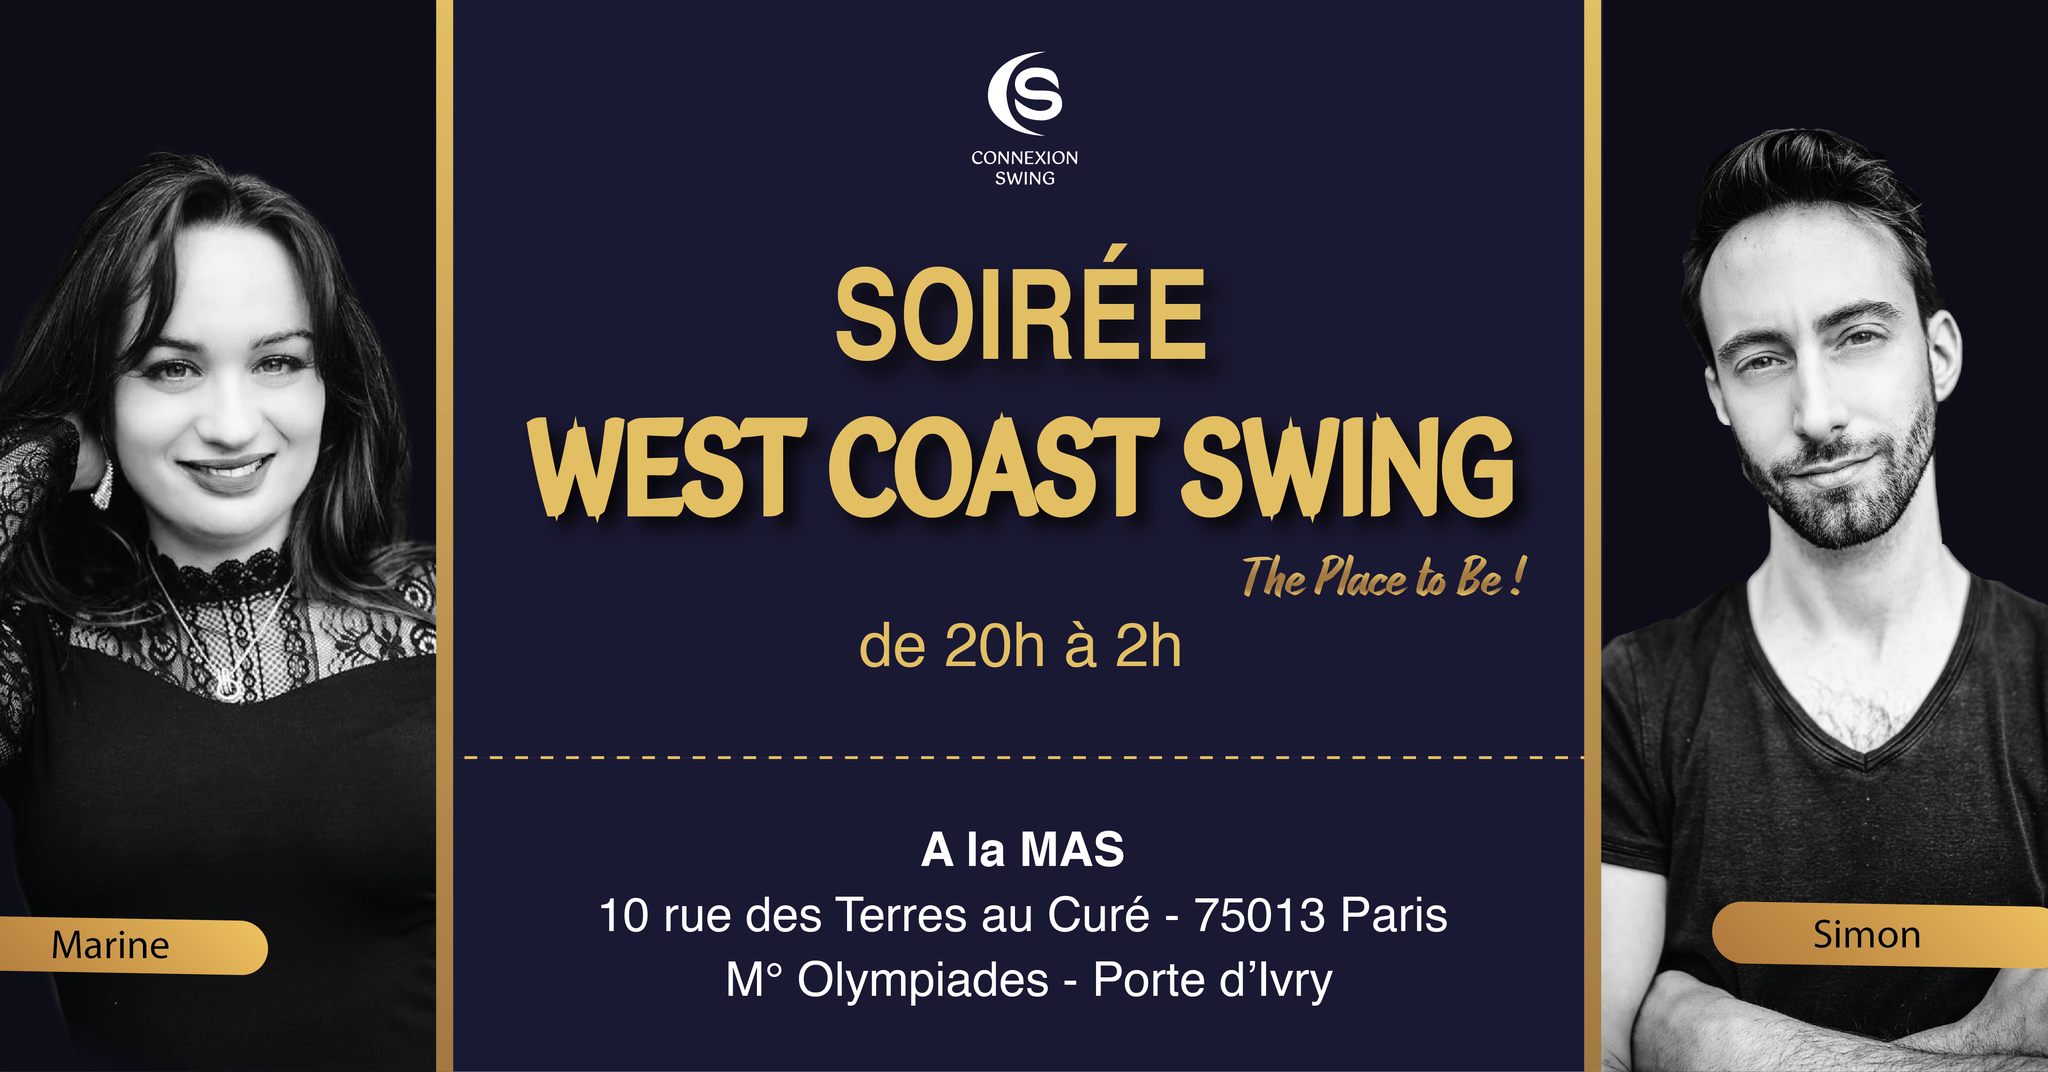 CONNEXION
SWING
SOIRÉE
WEST COAST SWING
The Place to Be !
de 20h à 2h
A la MAS
10 rue des Terres au Curé - 75013 Paris
M° Olympiades - Porte d’Ivry
Marine
Simon